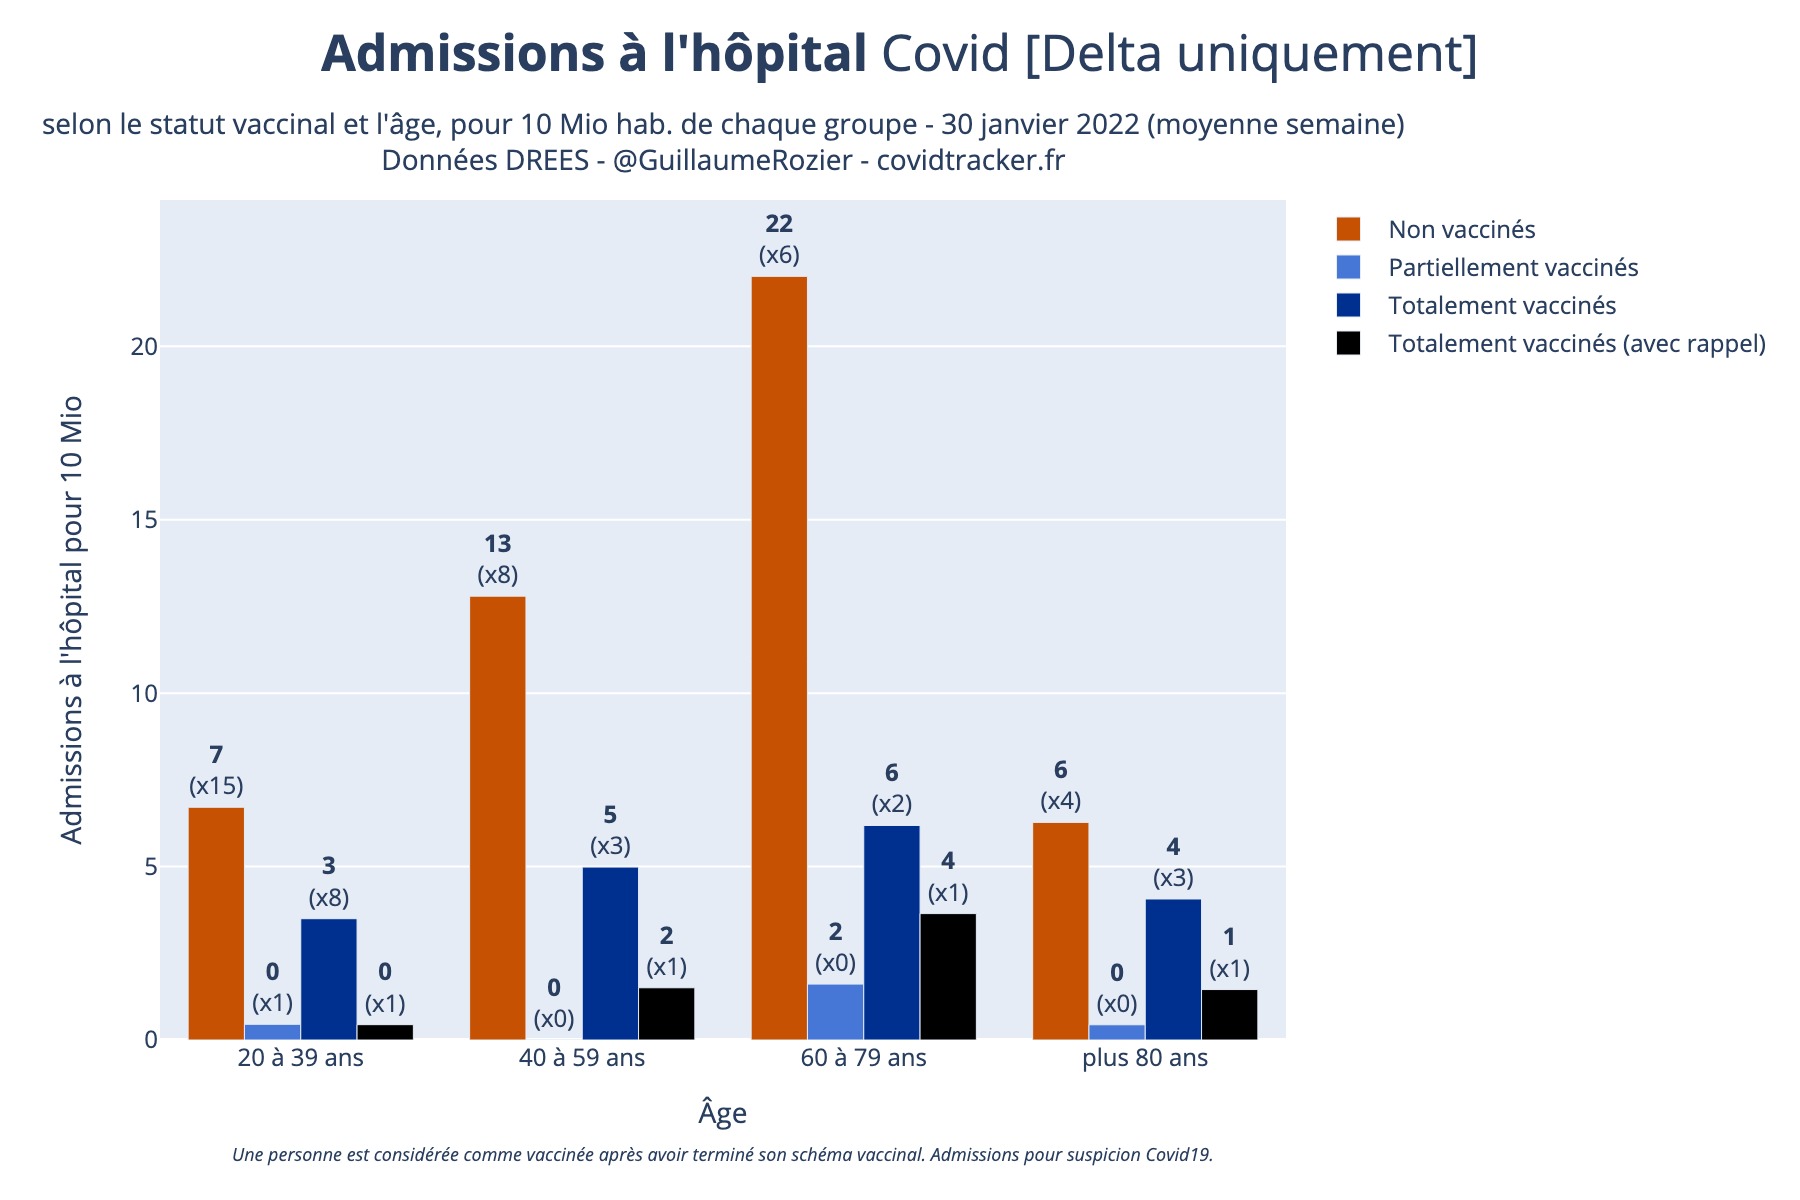 Admissions à l'hôpital Covid [Delta uniquement]
selon le statut vaccinal et l'âge, pour 10 Mio hab. de chaque groupe - 30 janvier 2022 (moyenne semaine)
Données DREES - @GuillaumeRozier - covidtracker.fr
Non vaccinés
Partiellement vaccinés
Totalement vaccinés
Totalement vaccinés (avec rappel)
Admissions à l'hôpital pour 10 Mio
20
15
10
5
0
7
(x15)
0
(x1)
3
(x8)
0
(x1)
13
(x8)
0
(x0)
5
(x3)
2
(x1)
22
(x6)
2
(x0)
6
(x2)
4
(x1)
6
(x4)
0
(x0)
4
(x3)
1
(x1)
20 à 39 ans
40 à 59 ans
60 à 79 ans
plus 80 ans
Âge
Une personne est considérée comme vaccinée après avoir terminé son schéma vaccinal. Admissions pour suspicion Covid19.